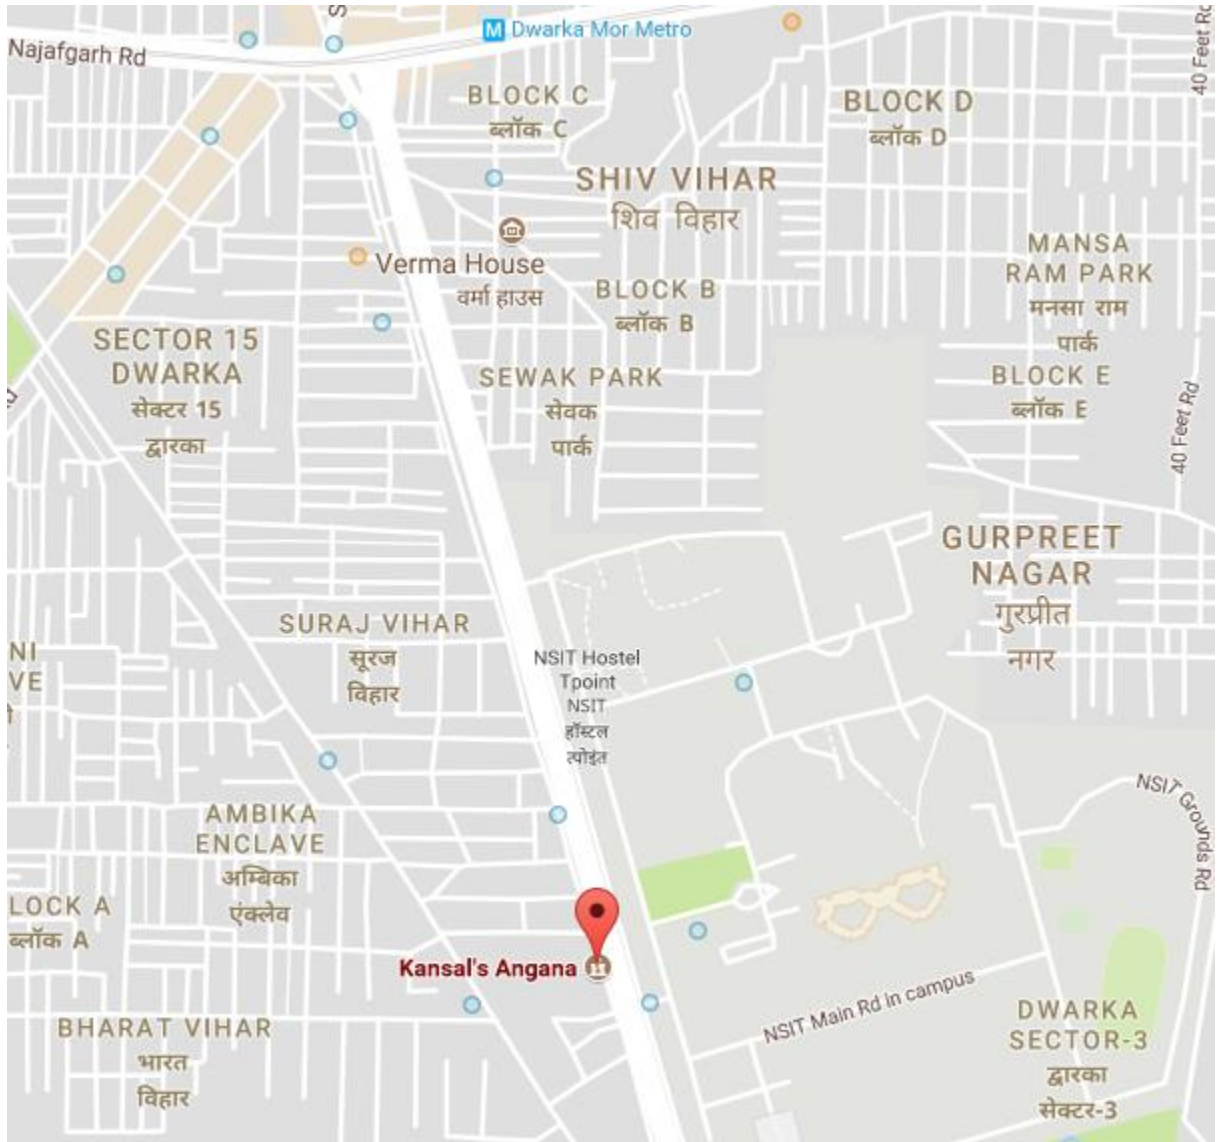 S
M Dwarka Mor Metro
Najafgarh Rd
40 Feet Rd
BLOCK C
ब्लॉक C
BLOCK D
ब्लॉक D
SHIV VIHAR
शिव विहार
Verma House
वर्मा हाउस
BLOCK B
ब्लॉक B
MANSA
RAM PARK
मनसा राम
पार्क
SECTOR 15
DWARKA
सेक्टर 15
द्वारका
SEWAK PARK
सेवक
पार्क
BLOCK E
ब्लॉक E
40 Feet Rd
GURPREET
NAGAR
गुरप्रीत
नगर
SURAJ VIHAR
सूरज
विहार
NI
VE
NSIT Hostel
Tpoint
NSIT
हॉस्टल
त्पोइंत
AMBIKA
ENCLAVE
अम्बिका
एंक्लेव
NSIT Grounds Rd
LOCK A
ब्लॉक A
Kansal's Angana
NSIT Main Rd in campus
BHARAT VIHAR
भारत
विहार
DWARKA
SECTOR-3
द्वारका
सेक्टर-3